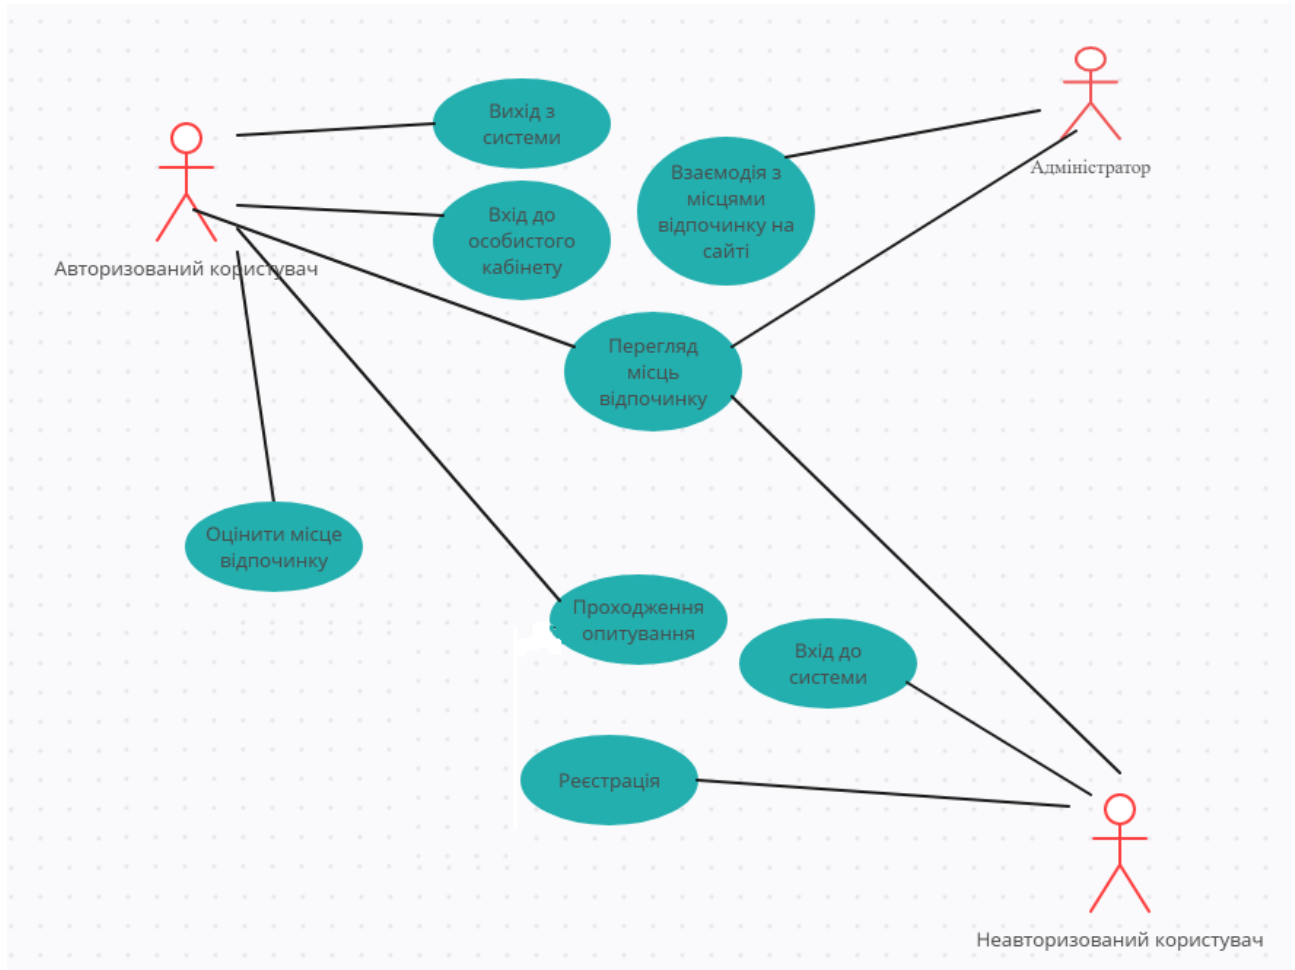 Вихід з
системи
Адміністратор
Взаємодія з
місцями
відпочинку на
сайті
Вхід до
особистого
кабінету
Авторизований користувач
Перегляд
місць
відпочинку
Оцінити місце
відпочинку
Проходження
опитування
Вхід до
системи
Реєстрація
Неавторизований користувач